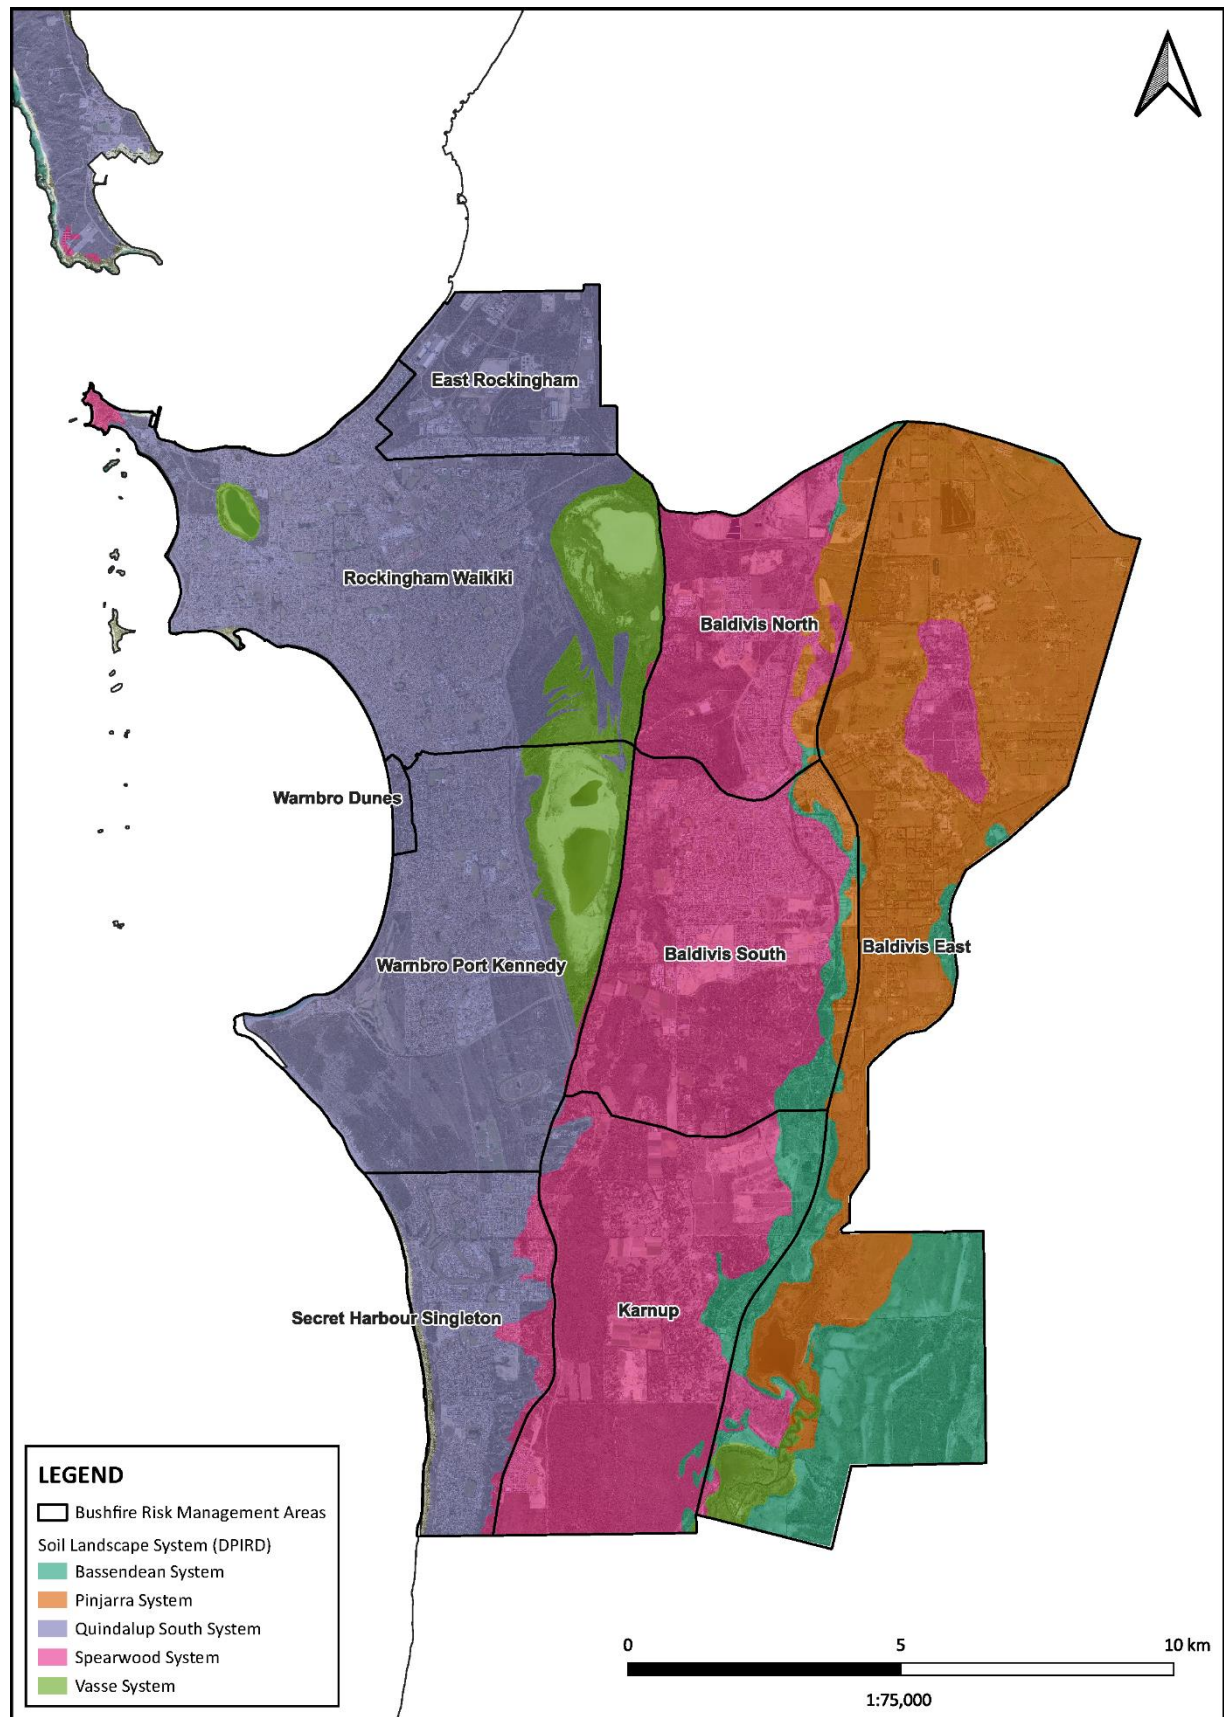 East Rockingham
Rockingham Waikiki
Baldivis North
Warnbro Dunes
Warnbro Port Kennedy
Baldivis South
Baldivis East
Secret Harbour Singleton
Karnup
LEGEND
Bushfire Risk Management Areas
Soil Landscape System (DPIRD)
Bassendean System
Pinjarra System
Quindalup South System
Spearwood System
Vasse System
0 5 10 km
1:75,000